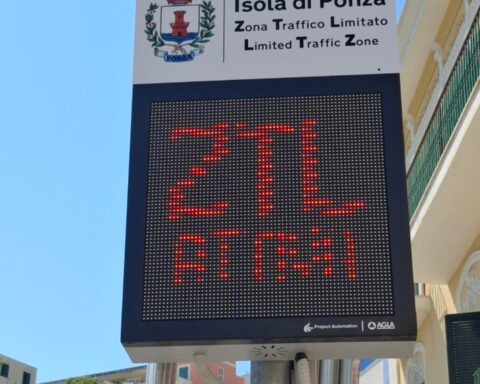 Isola di Ponza
Zona Traffico Limitato
Limited Traffic Zone
PONZA
ZTL
ATTIVA
Project Automation | AGLA